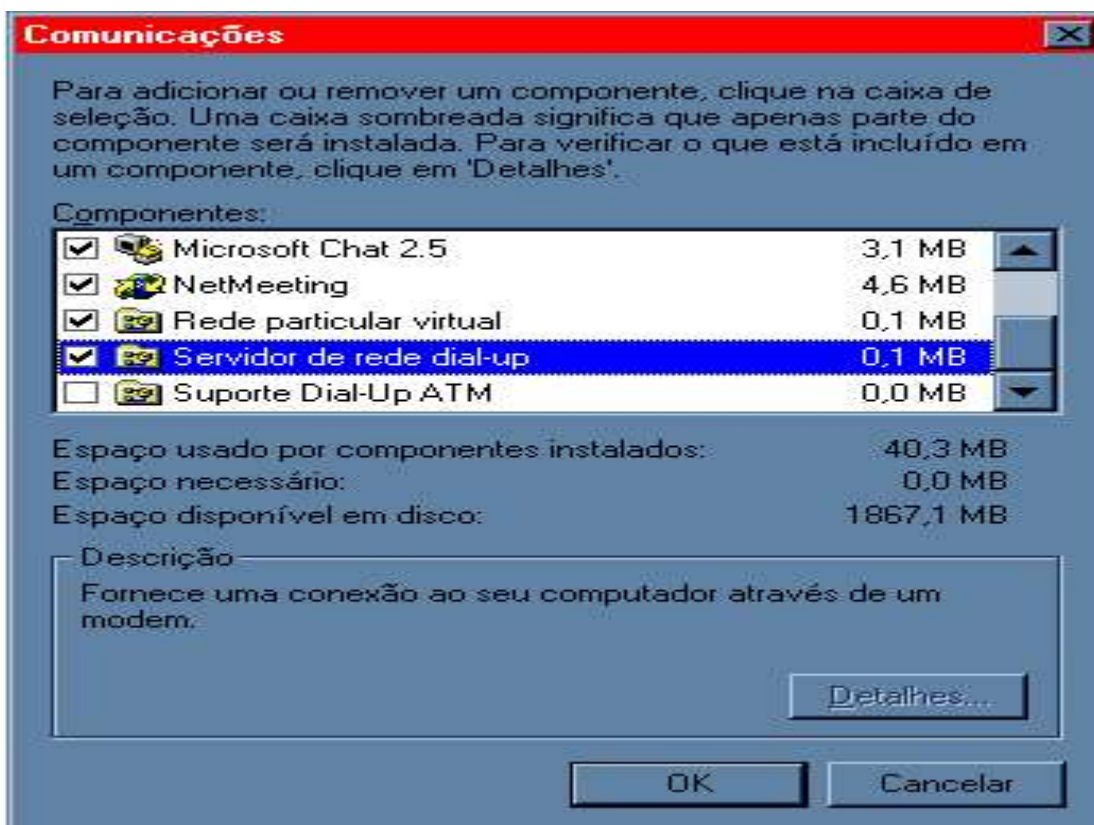 Comunicações
Para adicionar ou remover um componente, clique na caixa de
seleção. Uma caixa sombreada significa que apenas parte do
componente será instalada. Para verificar o que está incluído em
um componente, clique em 'Detalhes'.
Componentes:
Microsoft Chat 2.5 3,1 MB
NetMeeting 4,6 MB
Rede particular virtual 0,1 MB
Servidor de rede dial-up 0,1 MB
Suporte Dial-Up ATM 0,0 MB
Espaço usado por componentes instalados: 40,3 MB
Espaço necessário: 0,0 MB
Espaço disponível em disco: 1867,1 MB
Descrição
Fornece uma conexão ao seu computador através de um
modem.
Detalhes...
OK Cancelar